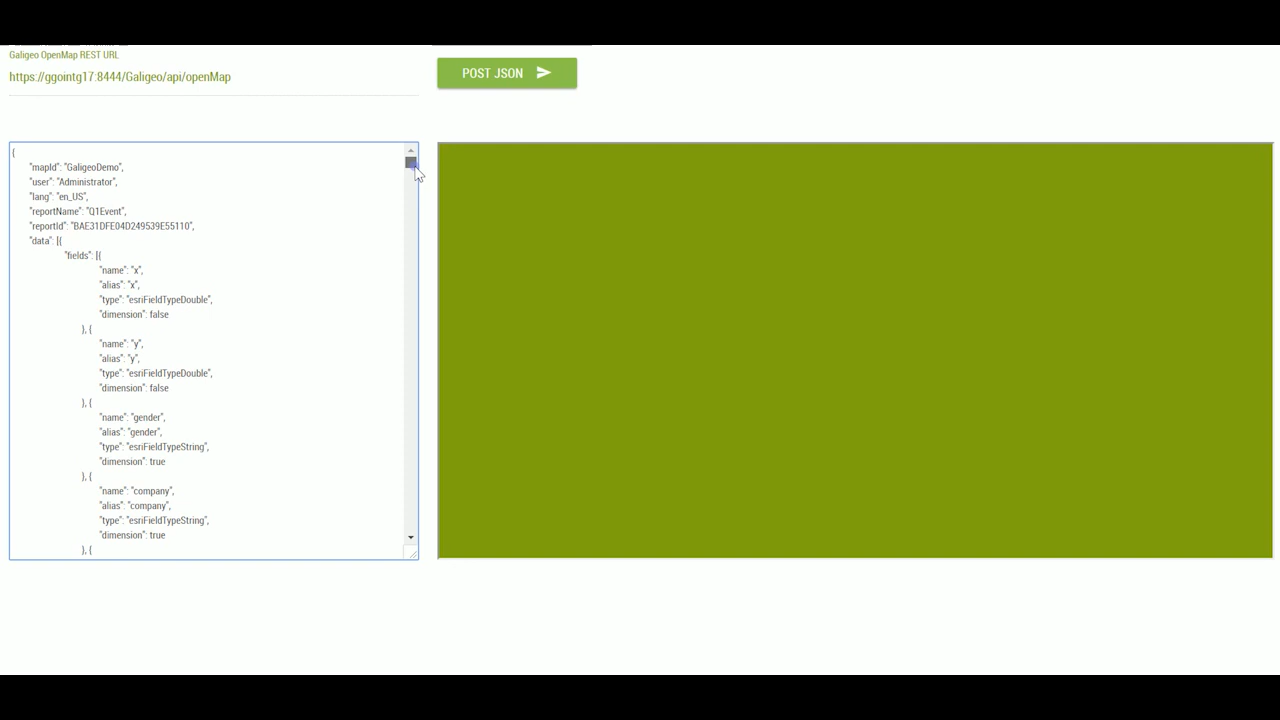 Galigeo OpenMap REST URL
https://ggointg17:8444/Galigeo/api/openMap
POST JSON
{
"mapId": "GaligeoDemo",
"user": "Administrator",
"lang": "en_US",
"reportName": "Q1Event",
"reportId": "BAE31DFE04D249539E55110",
"data": [{
"fields": [{
"name": "x",
"alias": "x",
"type": "esriFieldTypeDouble",
"dimension": false
}, {
"name": "y",
"alias": "y",
"type": "esriFieldTypeDouble",
"dimension": false
}, {
"name": "gender",
"alias": "gender",
"type": "esriFieldTypeString",
"dimension": true
}, {
"name": "company",
"alias": "company",
"type": "esriFieldTypeString",
"dimension": true
}, {